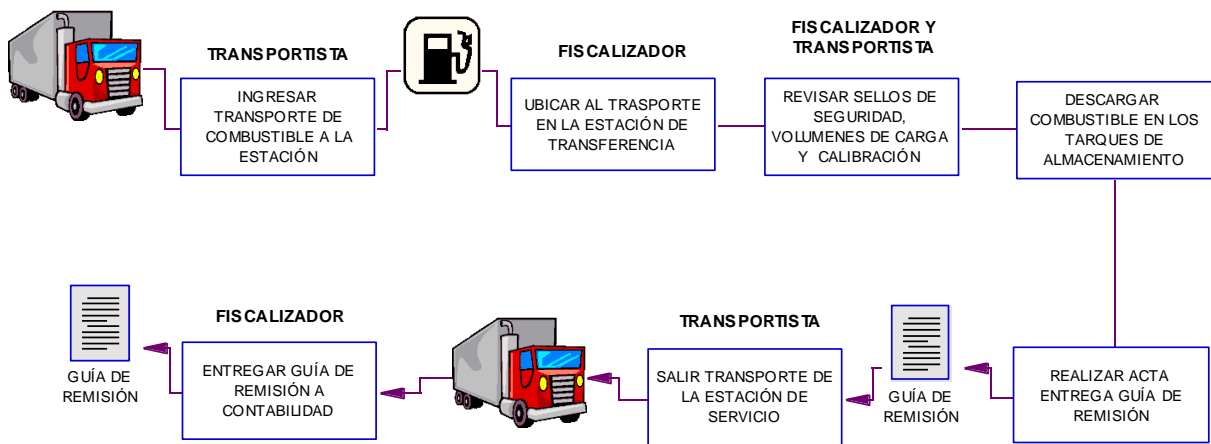 TRANSPORTISTA
INGRESAR
TRANSPORTE DE
COMBUSTIBLE A LA
ESTACIÓN
FISCALIZADOR
UBICAR AL TRASPORTE
EN LA ESTACIÓN DE
TRANSFERENCIA
FISCALIZADOR Y
TRANSPORTISTA
REVISAR SELLOS DE
SEGURIDAD,
VOLUMENES DE CARGA
Y CALIBRACIÓN
DESCARGAR
COMBUSTIBLE EN LOS
TARQUES DE
ALMACENAMIENTO
REALIZAR ACTA
ENTREGA GUÍA DE
REMISIÓN
GUÍA DE
REMISIÓN
TRANSPORTISTA
SALIR TRANSPORTE DE
LA ESTACIÓN DE
SERVICIO
FISCALIZADOR
ENTREGAR GUÍA DE
REMISIÓN A
CONTABILIDAD
GUÍA DE
REMISIÓN